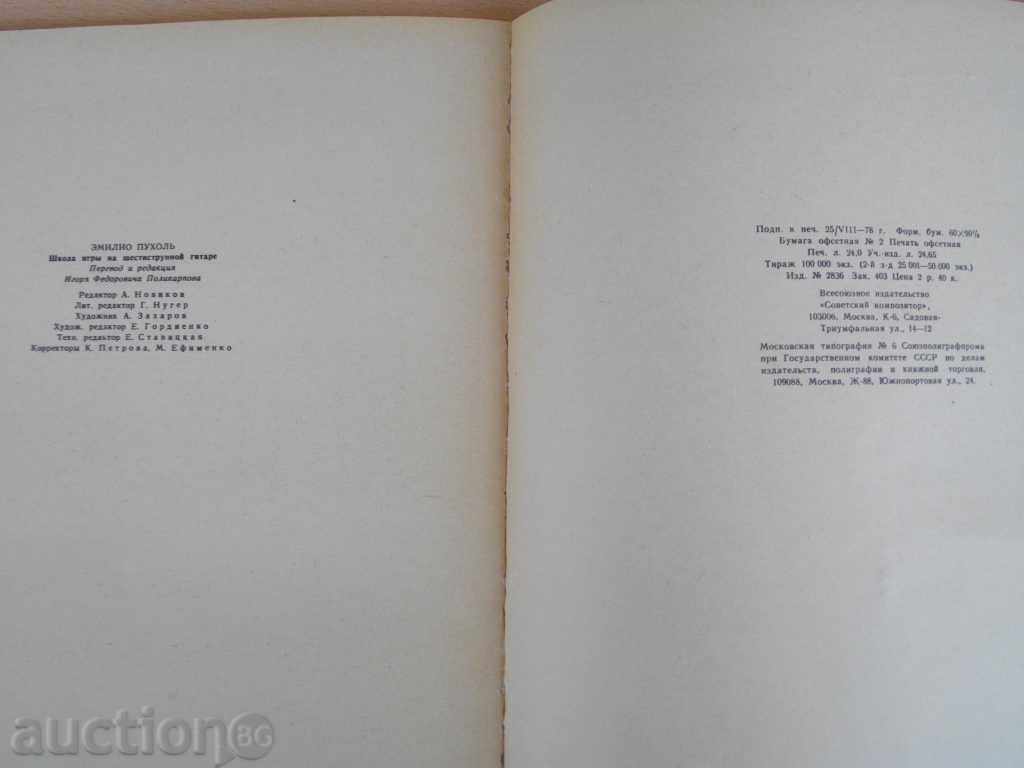 ЭМИЛИО ПУХОЛЬ
Школа игры на шестиструнной гитаре
Перевод и редакция
Игоря Федоровича Поликарпова
Редактор А. Новиков
Лит. редактор Г. Нугер
Художник А. Захаров
Худож. редактор Е. Гордиенко
Техн. редактор Е. Ставицкая
Корректоры К. Петрова, М. Ефименко
Подп. к печ. 25/VIII—76 г. Форм. бум. 60×90⅛
Бумага офсетная № 2 Печать офсетная
Печ. л. 24,0 Уч.-изд. л. 24,65
Тираж 100 000 экз. (2-й з-д 25 001—50 000 экз.)
Изд. № 2836 Зак. 403 Цена 2 р. 40 к.
Всесоюзное издательство
«Советский композитор»,
103006, Москва, К-6, Садовая-
Триумфальная ул., 14—12
Московская типография № 6 Союзполиграфпрома
при Государственном комитете СССР по делам
издательств, полиграфии и книжной торговли.
109088, Москва, Ж-88, Южнопортовая ул., 24.
auctionBG